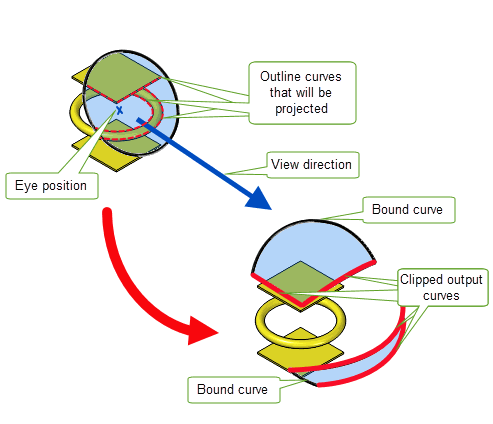 Outline curves
that will be
projected
View direction
Eye position
Bound curve
Clipped output
curves
Bound curve